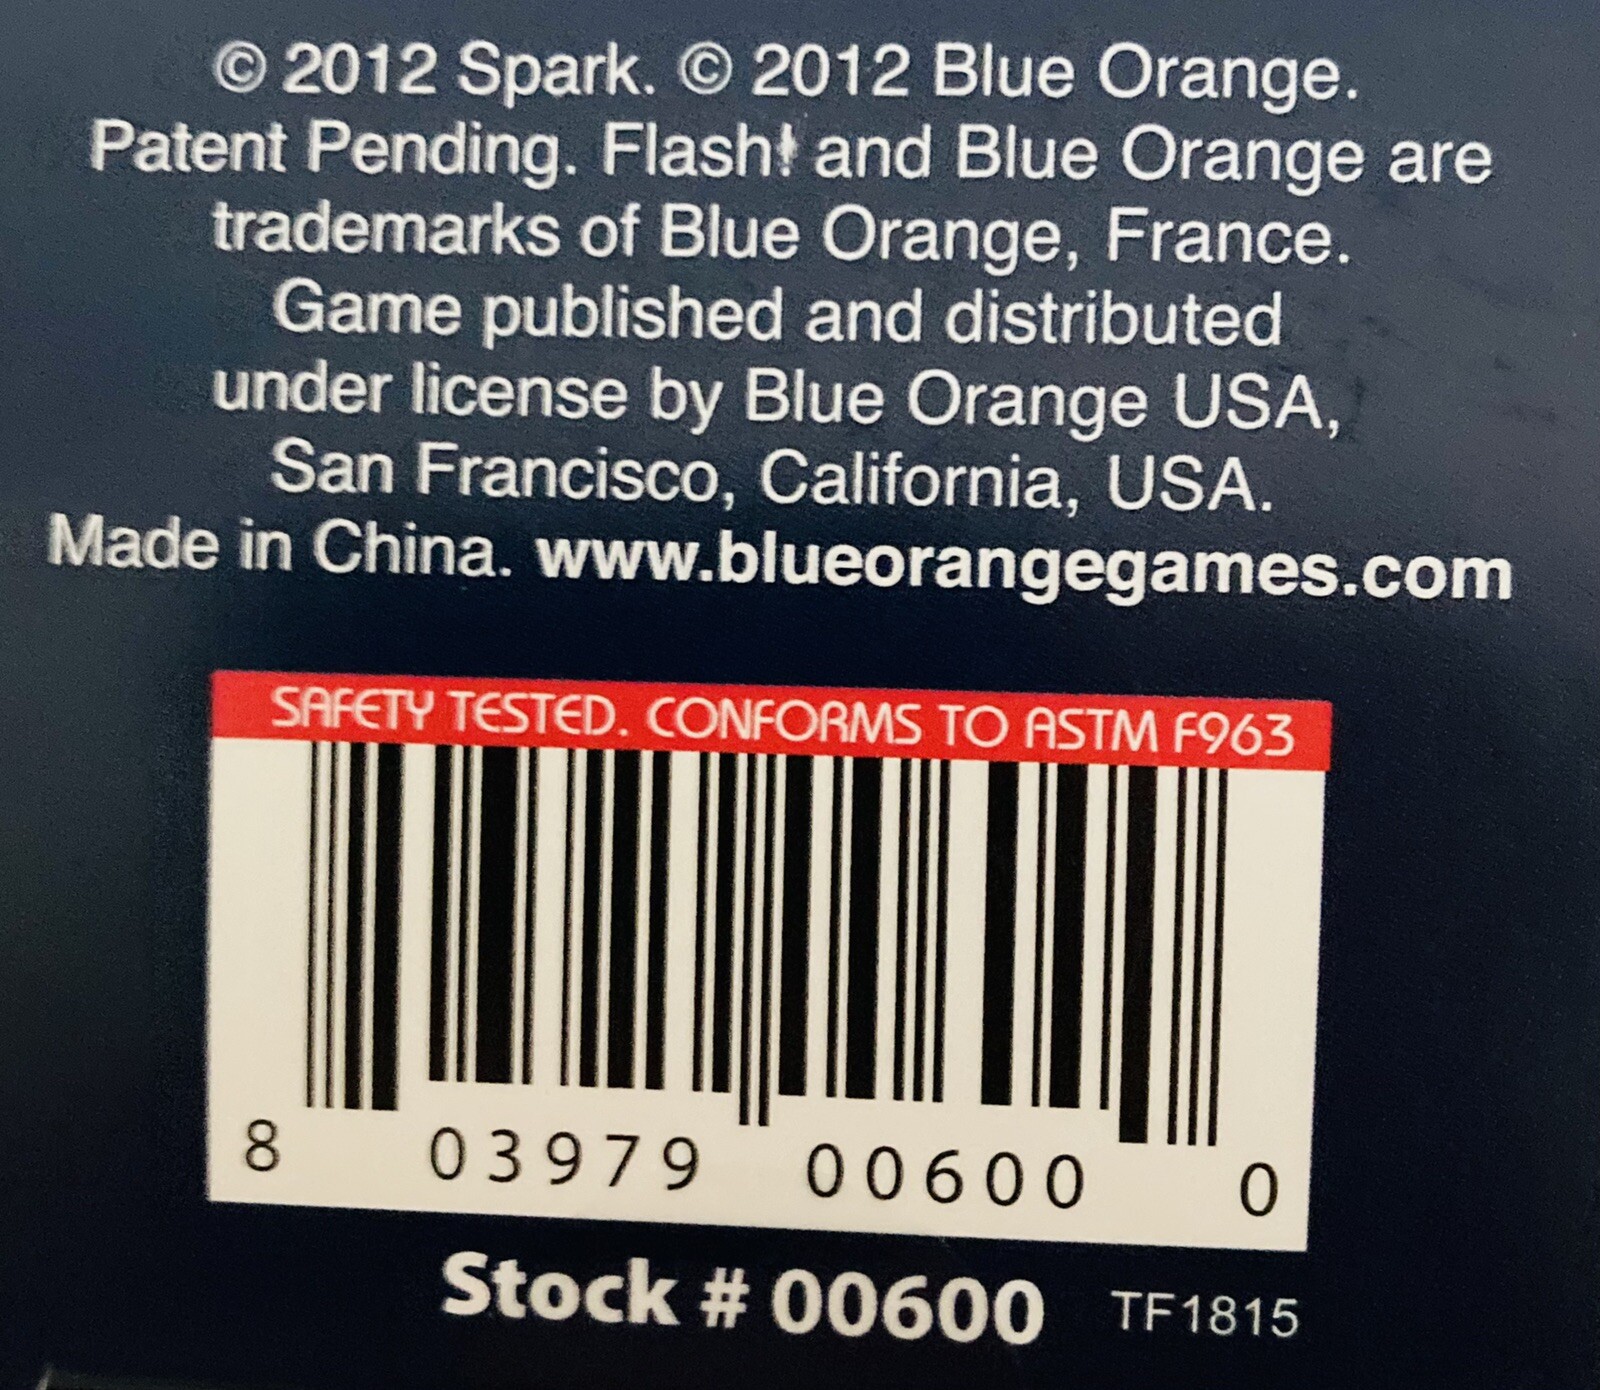 © 2012 Spark. © 2012 Blue Orange.
Patent Pending. Flash! and Blue Orange are
trademarks of Blue Orange, France.
Game published and distributed
under license by Blue Orange USA,
San Francisco, California, USA.
Made in China. www.blueorangegames.com
SAFETY TESTED. CONFORMS TO ASTM F963
8 03979 00600 0
Stock # 00600 TF1815